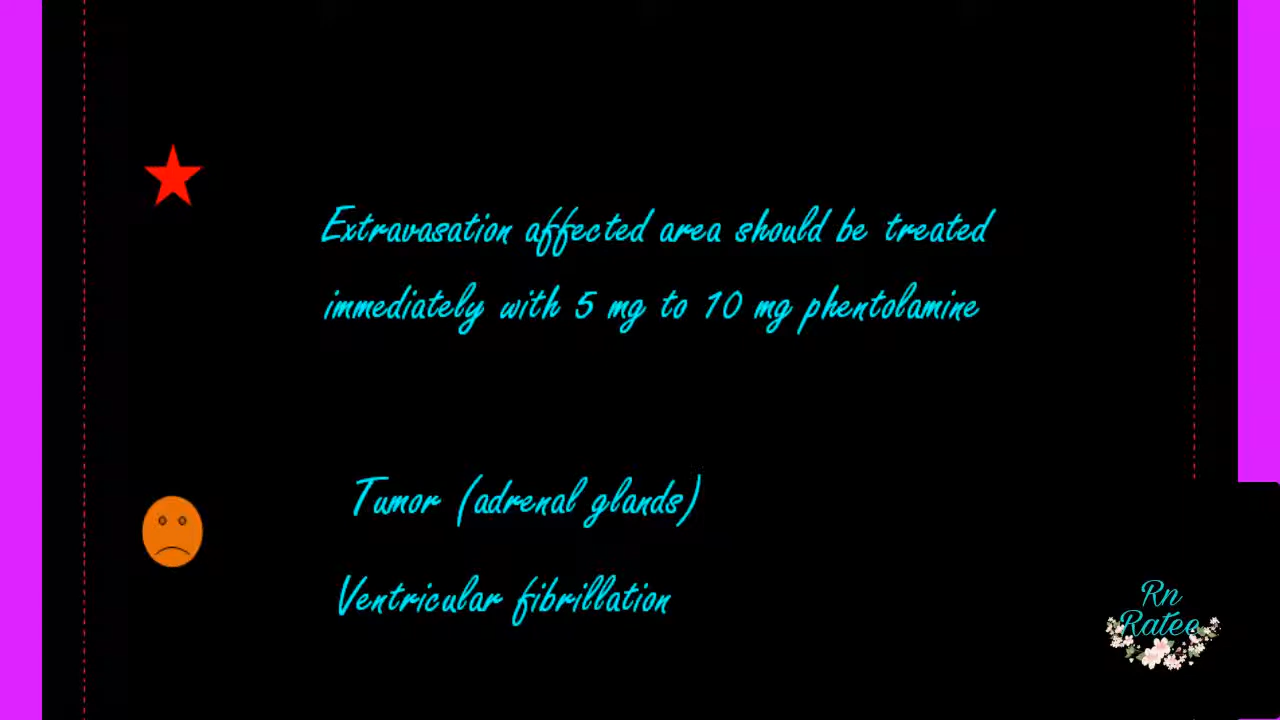 Extravasation affected area should be treated
immediately with 5 mg to 10 mg phentolamine
Tumor (adrenal glands)
Ventricular fibrillation
Rn
Ratee